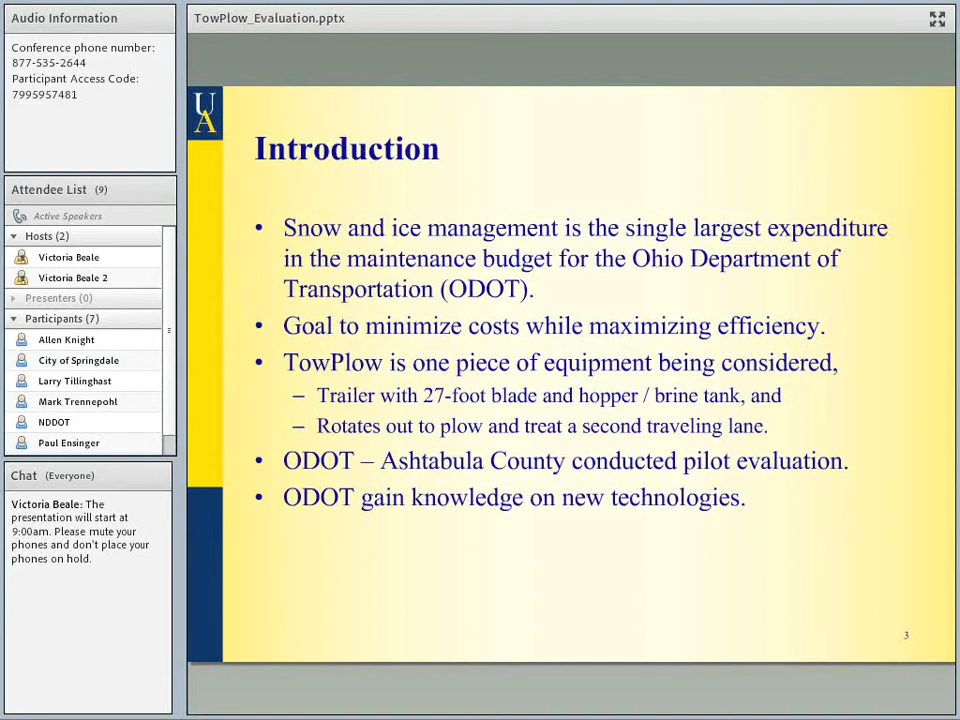 Audio Information
Conference phone number:
877-535-2644
Participant Access Code:
7995957481
Attendee List (9)
Active Speakers
Hosts (2)
Victoria Beale
Victoria Beale 2
Presenters (0)
Participants (7)
Allen Knight
City of Springdale
Larry Tillinghast
Mark Trennepohl
NDDOT
Paul Ensinger
Chat (Everyone)
Victoria Beale: The
presentation will start at
9:00am. Please mute your
phones and don't place your
phones on hold.
TowPlow_Evaluation.pptx
UA
Introduction
• Snow and ice management is the single largest expenditure
in the maintenance budget for the Ohio Department of
Transportation (ODOT).
• Goal to minimize costs while maximizing efficiency.
• TowPlow is one piece of equipment being considered,
– Trailer with 27-foot blade and hopper / brine tank, and
– Rotates out to plow and treat a second traveling lane.
• ODOT – Ashtabula County conducted pilot evaluation.
• ODOT gain knowledge on new technologies.
3